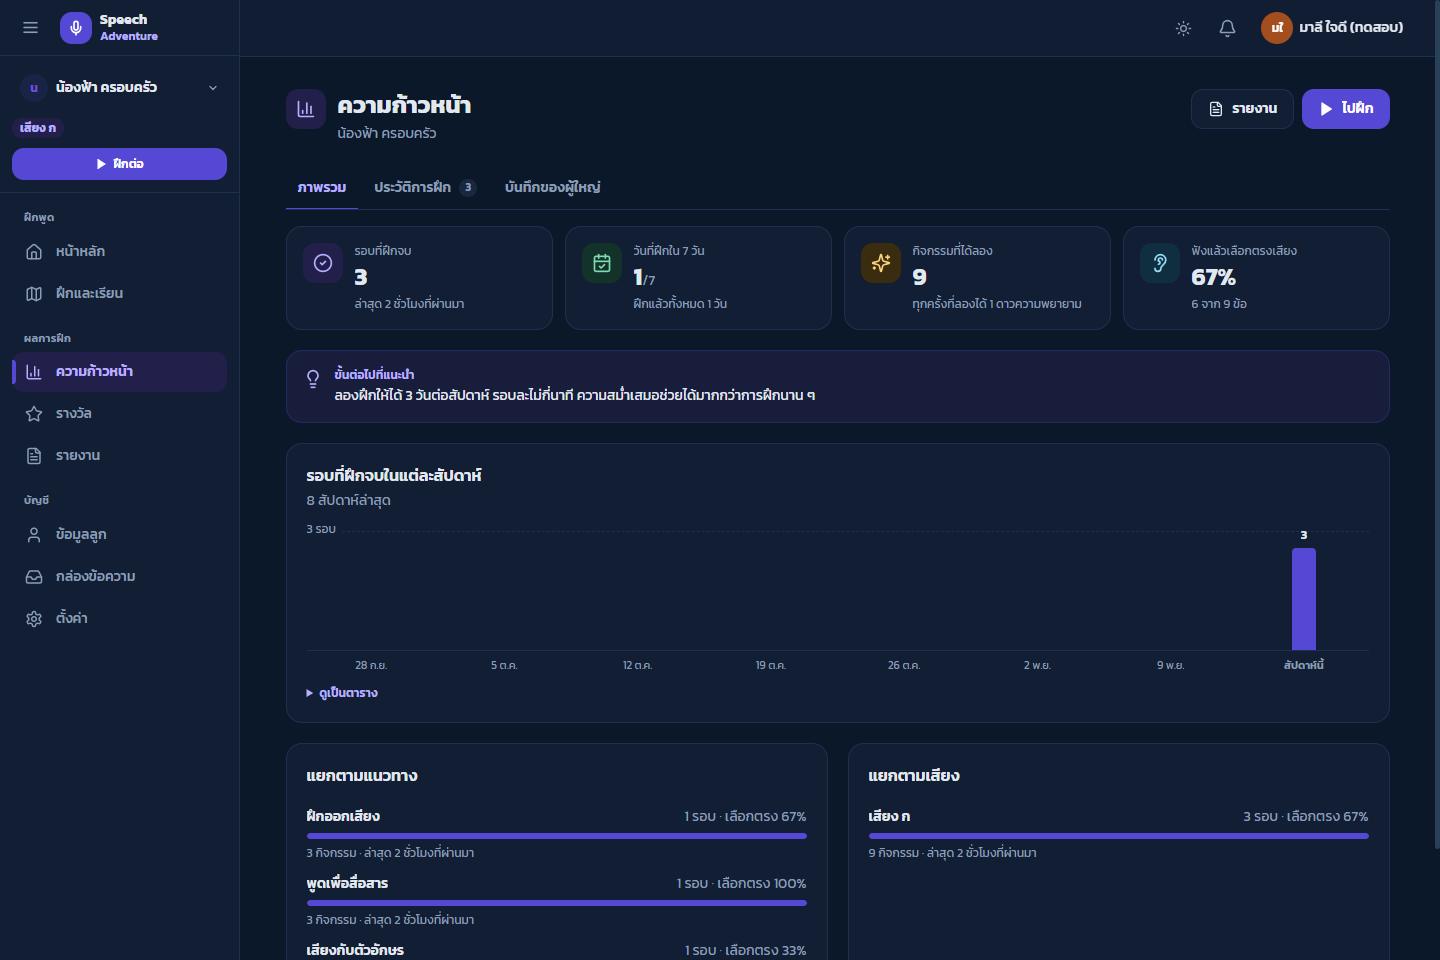 Speech
Adventure
มใ
มาลี ใจดี (ทดสอบ)
น
น้องฟ้า ครอบครัว
เสียง ก
ฝึกต่อ
ฝึกพูด
หน้าหลัก
ฝึกและเรียน
ผลการฝึก
ความก้าวหน้า
รางวัล
รายงาน
บัญชี
ข้อมูลลูก
กล่องข้อความ
ตั้งค่า
ความก้าวหน้า
น้องฟ้า ครอบครัว
รายงาน
ไปฝึก
ภาพรวม
ประวัติการฝึก 3
บันทึกของผู้ใหญ่
รอบที่ฝึกจบ
3
ล่าสุด 2 ชั่วโมงที่ผ่านมา
วันที่ฝึกใน 7 วัน
1/7
ฝึกแล้วทั้งหมด 1 วัน
กิจกรรมที่ได้ลอง
9
ทุกครั้งที่ลองได้ 1 ดาวความพยายาม
ฟังแล้วเลือกตรงเสียง
67%
6 จาก 9 ข้อ
ขั้นต่อไปที่แนะนำ
ลองฝึกให้ได้ 3 วันต่อสัปดาห์ รอบละไม่กี่นาที ความสม่ำเสมอช่วยได้มากกว่าการฝึกนาน ๆ
รอบที่ฝึกจบในแต่ละสัปดาห์
8 สัปดาห์ล่าสุด
3 รอบ
3
28 ก.ย.
5 ต.ค.
12 ต.ค.
19 ต.ค.
26 ต.ค.
2 พ.ย.
9 พ.ย.
สัปดาห์นี้
ดูเป็นตาราง
แยกตามแนวทาง
ฝึกออกเสียง
1 รอบ · เลือกตรง 67%
3 กิจกรรม · ล่าสุด 2 ชั่วโมงที่ผ่านมา
พูดเพื่อสื่อสาร
1 รอบ · เลือกตรง 100%
3 กิจกรรม · ล่าสุด 2 ชั่วโมงที่ผ่านมา
เสียงกับตัวอักษร
1 รอบ · เลือกตรง 33%
แยกตามเสียง
เสียง ก
3 รอบ · เลือกตรง 67%
9 กิจกรรม · ล่าสุด 2 ชั่วโมงที่ผ่านมา